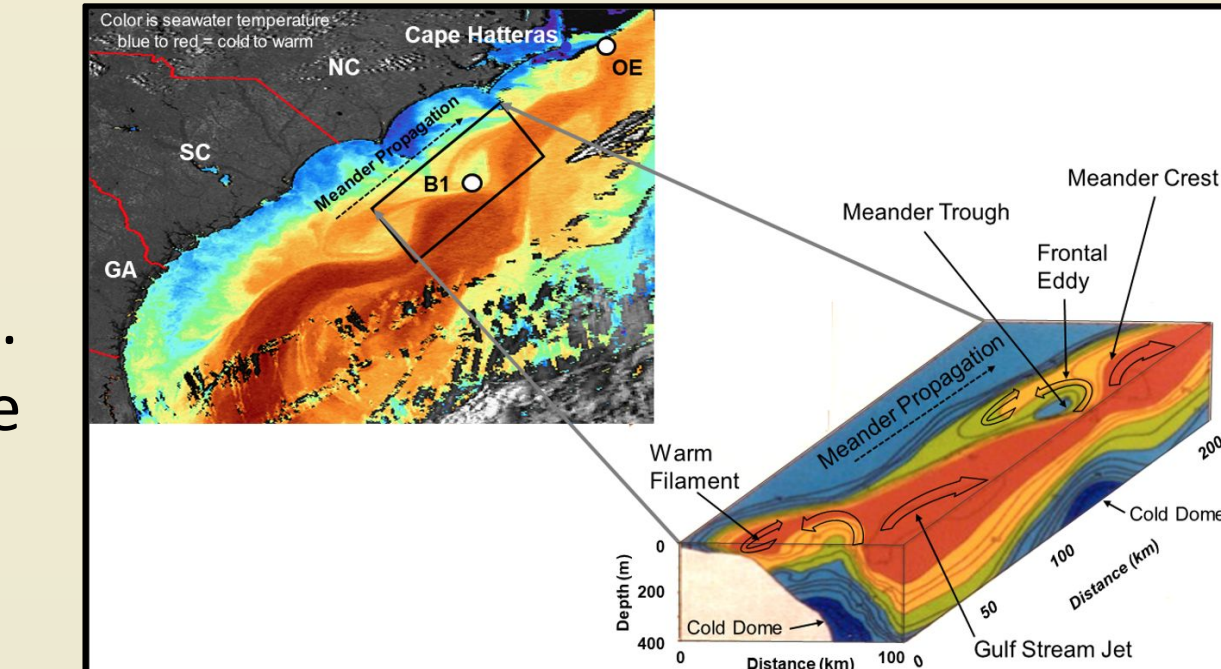 .
e
Color is seawater temperature
blue to red = cold to warm
Cape Hatteras
OE
NC
SC
GA
Meander Propagation
B1
Meander Crest
Meander Trough
Frontal
Eddy
Meander Propagation
Warm
Filament
Cold Dome
Cold Dome
Gulf Stream Jet
Depth (m)
0
200
400
0
Distance (km)
100
0
50
100
200
Distance (km)